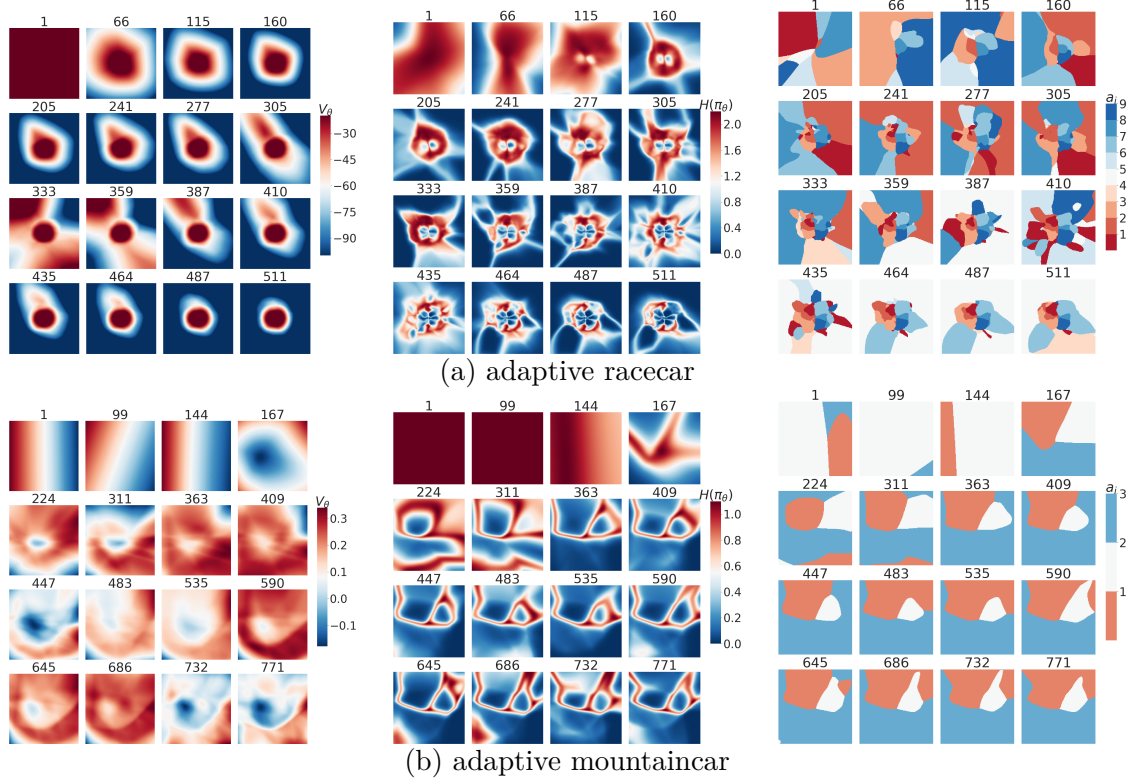 1 66 115 160
205 241 277 305
333 359 387 410
435 464 487 511
V_θ
−30
−45
−60
−75
−90
1 66 115 160
205 241 277 305
333 359 387 410
435 464 487 511
H(π_θ)
2.0
1.6
1.2
0.8
0.4
0.0
1 66 115 160
205 241 277 305
333 359 387 410
435 464 487 511
a_i
9
8
7
6
5
4
3
2
1
(a) adaptive racecar
1 99 144 167
224 311 363 409
447 483 535 590
645 686 732 771
V_θ
0.3
0.2
0.1
0.0
−0.1
1 99 144 167
224 311 363 409
447 483 535 590
645 686 732 771
H(π_θ)
1.0
0.8
0.6
0.4
0.2
0.0
1 99 144 167
224 311 363 409
447 483 535 590
645 686 732 771
a_i
3
2
1
(b) adaptive mountaincar